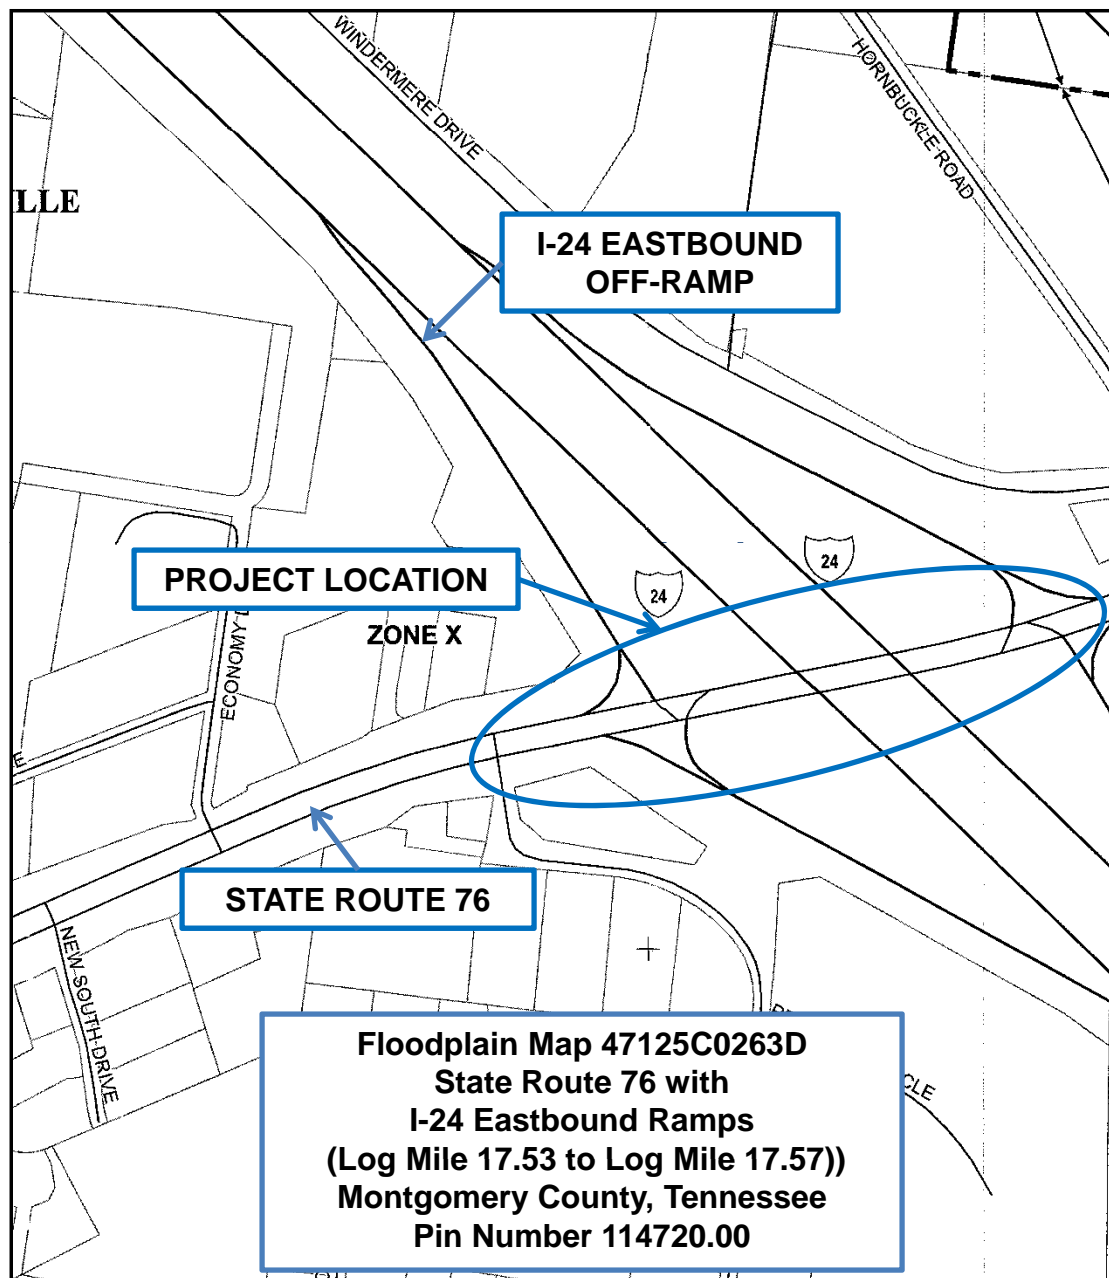 WINDERMERE DRIVE
HORNBUCKLE ROAD
ILLE
I-24 EASTBOUND
OFF-RAMP
PROJECT LOCATION
24
24
ZONE X
ECONOMY D
E
STATE ROUTE 76
NEW SOUTH DRIVE
CLE
Floodplain Map 47125C0263D
State Route 76 with
I-24 Eastbound Ramps
(Log Mile 17.53 to Log Mile 17.57))
Montgomery County, Tennessee
Pin Number 114720.00